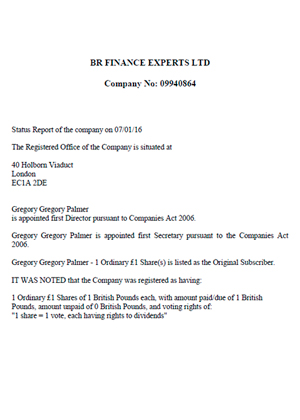 BR FINANCE EXPERTS LTD
Company No: 09940864
Status Report of the company on 07/01/16
The Registered Office of the Company is situated at
40 Holborn Viaduct
London
EC1A 2DE
Gregory Gregory Palmer
is appointed first Director pursuant to Companies Act 2006.
Gregory Gregory Palmer is appointed first Secretary pursuant to the Companies Act
2006.
Gregory Gregory Palmer - 1 Ordinary £1 Share(s) is listed as the Original Subscriber.
IT WAS NOTED that the Company was registered as having:
1 Ordinary £1 Shares of 1 British Pounds each, with amount paid/due of 1 British
Pounds, amount unpaid of 0 British Pounds, and voting rights of:
"1 share = 1 vote, each having rights to dividends"